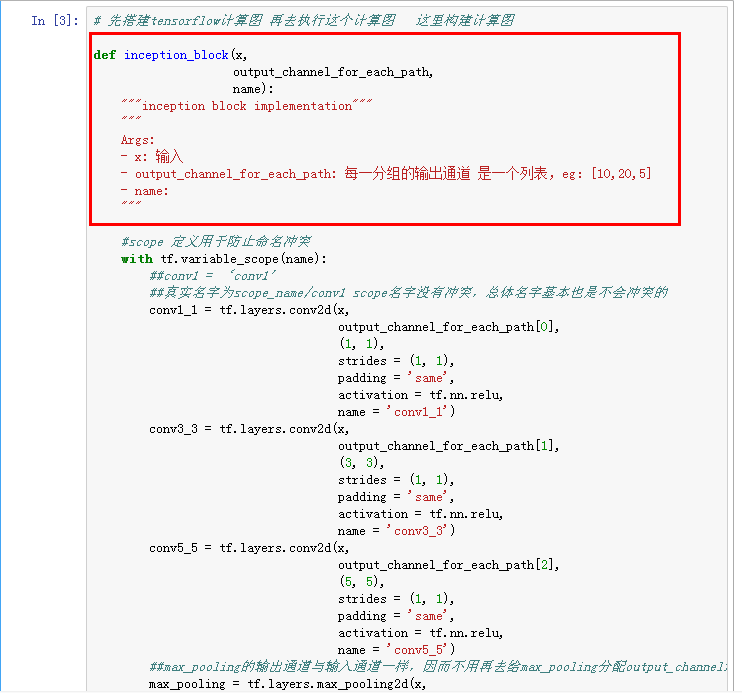 In [3]: # 先搭建tensorflow计算图 再去执行这个计算图 这里构建计算图
def inception_block(x,
output_channel_for_each_path,
name):
"""inception block implementation"""
"""
Args:
- x: 输入
- output_channel_for_each_path: 每一分组的输出通道 是一个列表，eg: [10,20,5]
- name:
"""
#scope 定义用于防止命名冲突
with tf.variable_scope(name):
##conv1 = ‘conv1’
##真实名字为scope_name/conv1 scope名字没有冲突，总体名字基本也是不会冲突的
conv1_1 = tf.layers.conv2d(x,
output_channel_for_each_path[0],
(1, 1),
strides = (1, 1),
padding = 'same',
activation = tf.nn.relu,
name = 'conv1_1')
conv3_3 = tf.layers.conv2d(x,
output_channel_for_each_path[1],
(3, 3),
strides = (1, 1),
padding = 'same',
activation = tf.nn.relu,
name = 'conv3_3')
conv5_5 = tf.layers.conv2d(x,
output_channel_for_each_path[2],
(5, 5),
strides = (1, 1),
padding = 'same',
activation = tf.nn.relu,
name = 'conv5_5')
##max_pooling的输出通道与输入通道一样，因而不用再去给max_pooling分配output_channel
max_pooling = tf.layers.max_pooling2d(x,